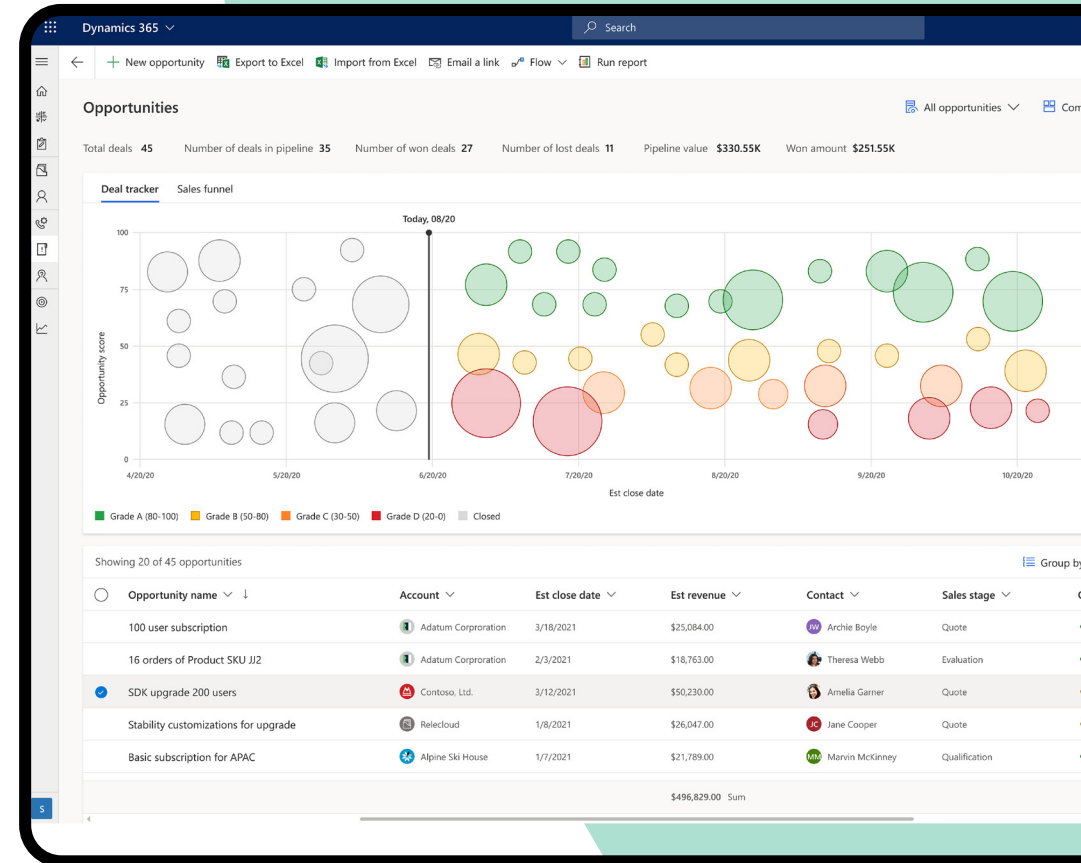 Dynamics 365
Search
New opportunity Export to Excel Import from Excel Email a link Flow Run report
Opportunities
All opportunities Com
Total deals 45 Number of deals in pipeline 35 Number of won deals 27 Number of lost deals 11 Pipeline value $330.55K Won amount $251.55K
Deal tracker Sales funnel
Today, 08/20
100
75
50
25
0
Opportunity score
4/20/20 5/20/20 6/20/20 7/20/20 8/20/20 9/20/20 10/20/20
Est close date
Grade A (80-100) Grade B (50-80) Grade C (30-50) Grade D (20-0) Closed
Showing 20 of 45 opportunities
Group by
Opportunity name Account Est close date Est revenue Contact Sales stage
100 user subscription Adatum Corproration 3/18/2021 $25,084.00 JW Archie Boyle Quote
16 orders of Product SKU JJ2 Adatum Corproration 2/3/2021 $18,763.00 Theresa Webb Evaluation
SDK upgrade 200 users Contoso, Ltd. 3/12/2021 $50,230.00 Amelia Garner Quote
Stability customizations for upgrade Relecloud 1/8/2021 $26,047.00 JC Jane Cooper Quote
Basic subscription for APAC Alpine Ski House 1/7/2021 $21,789.00 MM Marvin McKinney Qualification
$496,829.00 Sum
S